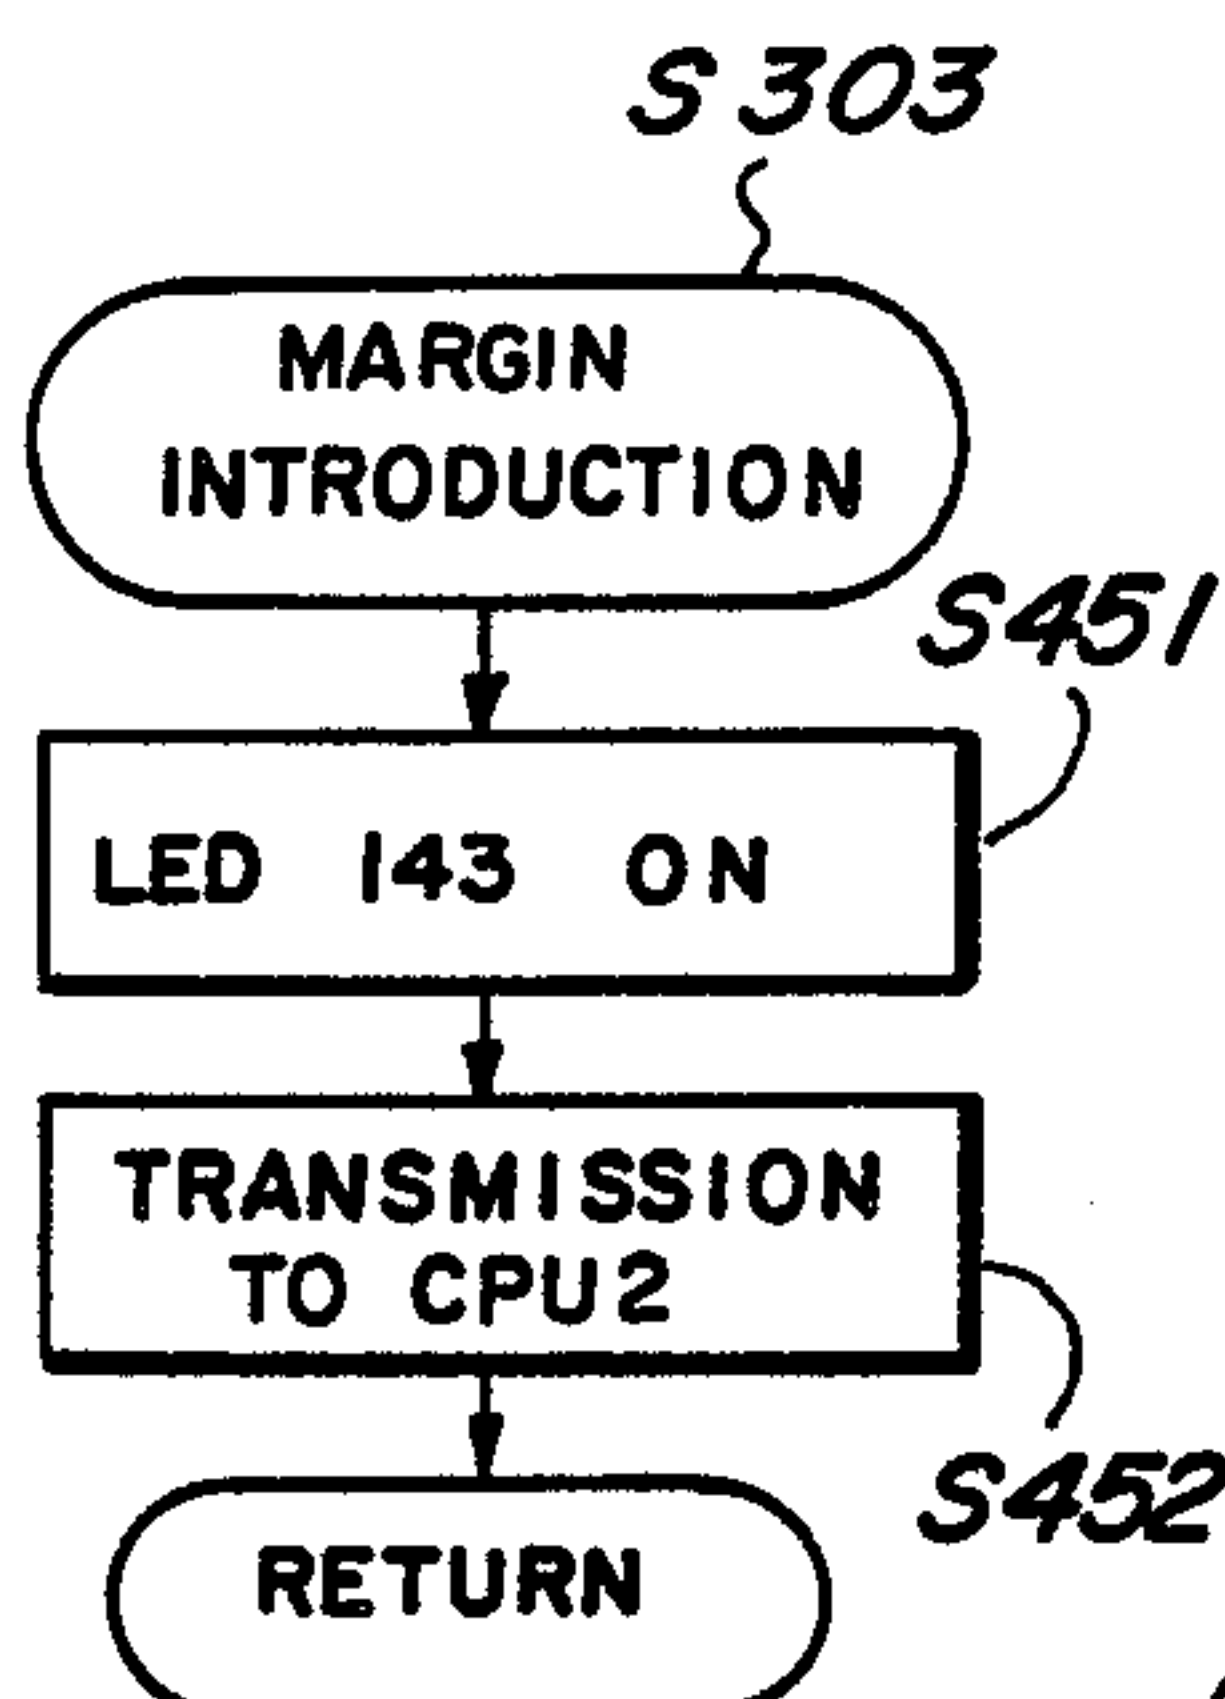 S303
MARGIN
INTRODUCTION
S451
LED 143 ON
TRANSMISSION
TO CPU2
S452
RETURN